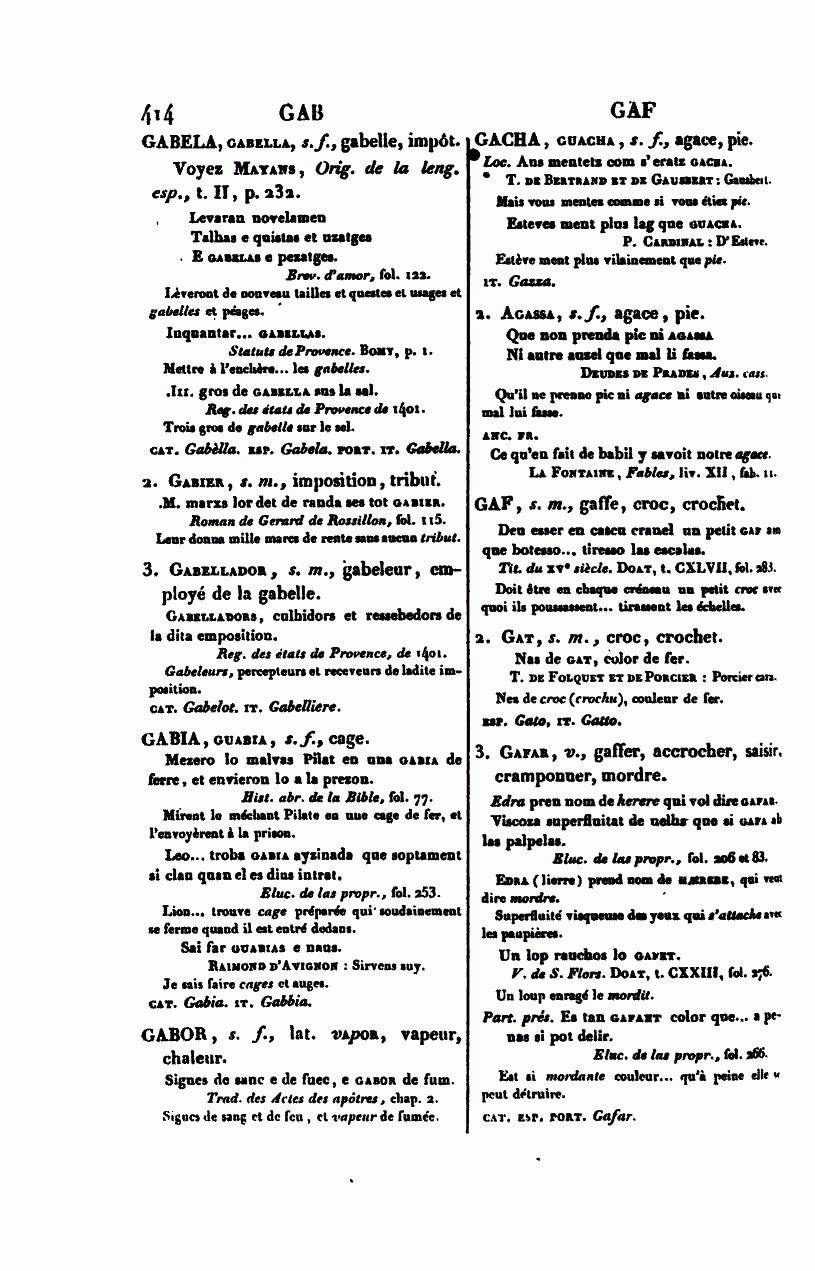 414 GAB GAF
GABELA, GABELLA, s. f., gabelle, impôt.
Voyez MAYANS, Orig. de la leng.
esp., t. II, p. 232.
Levaran novelamen
Talhas e quistas et uzatges
E GABELAS e pezatges.
Brev. d'amor, fol. 122.
Lèveront de nouveau tailles et questes et usages et
gabelles et péages.
Inquantar... GABELLAS.
Statuts de Provence. BOMY, p. 1.
Mettre à l'enchère... les gabelles.
.III. gros de GABELLA sus la sal.
Reg. des états de Provence de 1401.
Trois gros de gabelle sur le sel.
CAT. Gabèlla. ESP. Gabela. PORT. IT. Gabella.
2. GABIER, s. m., imposition, tribut.
.M. marxs lor det de randa ses tot GABIER.
Roman de Gerard de Rossillon, fol. 115.
Leur donna mille marcs de rente sans aucun tribut.
3. GABELLADOR, s. m., gabeleur, em-
ployé de la gabelle.
GABELLADORS, culhidors et ressebedors de
la dita emposition.
Reg. des états de Provence, de 1401.
Gabeleurs, percepteurs et receveurs de ladite im-
position.
CAT. Gabelot. IT. Gabelliere.
GABIA, GUABIA, s. f., cage.
Mezero lo malvas Pilat en una GABIA de
ferre, et envieron lo a la prezon.
Hist. abr. de la Bible, fol. 77.
Mirent le méchant Pilate en une cage de fer, et
l'envoyèrent à la prison.
Leo... troba GABIA ayzinada que soptament
si clau quan el es dins intrat.
Eluc. de las propr., fol. 253.
Lion... trouve cage préparée qui soudainement
se ferme quand il est entré dedans.
Sai far GUABIAS e naus.
RAIMOND D'AVIGNON : Sirvens suy.
Je sais faire cages et auges.
CAT. Gabia. IT. Gabbia.
GABOR, s. f., lat. VAPOR, vapeur,
chaleur.
Signes de sanc e de fuec, e GABOR de fum.
Trad. des Actes des apôtres, chap. 2.
Signes de sang et de feu, et vapeur de fumée.
GACHA, GUACHA, s. f., agace, pie.
Loc. Ans mentetz com s'eratz GACHA.
T. DE BERTRAND ET DE GAUSBERT : Gausbert.
Mais vous mentez comme si vous étiez pie.
Esteves ment plus lag que GUACHA.
P. CARDINAL : D'Esteve.
Estève ment plus vilainement que pie.
IT. Gazza.
2. AGASSA, s. f., agace, pie.
Que non prenda pic ni AGASSA
Ni autre auzel que mal li fassa.
DEUDES DE PRADES, Aus. cass.
Qu'il ne prenne pic ni agace ni autre oiseau qui
mal lui fasse.
ANC. FR.
Ce qu'en fait de babil y savoit notre agace.
LA FONTAINE, Fables, liv. XII, fab. 11.
GAF, s. m., gaffe, croc, crochet.
Deu esser en cascu cranel un petit GAF am
que botesso... tiresso las escalas.
Tit. du XVe siècle. DOAT, t. CXLVII, fol. 283.
Doit être en chaque créneau un petit croc avec
quoi ils poussassent... tirassent les échelles.
2. GAT, s. m., croc, crochet.
Nas de GAT, color de fer.
T. DE FOLQUET ET DE PORCIER : Porcier cara.
Nes de croc (crochu), couleur de fer.
ESP. Gato, IT. Gatto.
3. GAFAR, v., gaffer, accrocher, saisir,
cramponner, mordre.
Edra pren nom de herere qui vol dire GAFAR.
Viscoza superfluitat de uelhs que si GAFA ab
las palpelas.
Eluc. de las propr., fol. 206 et 83.
EDRA (lierre) prend nom de HÆRERE, qui veut
dire mordre.
Superfluité visqueuse des yeux qui s'attache avec
les paupières.
Un lop rauchos lo GAFET.
V. de S. Flors. DOAT, t. CXXIII, fol. 276.
Un loup enragé le mordit.
Part. prés. Es tan GAFANT color que... a pe-
nas si pot delir.
Eluc. de las propr., fol. 266.
Est si mordante couleur... qu'à peine elle se
peut détruire.
CAT. ESP. PORT. Gafar.